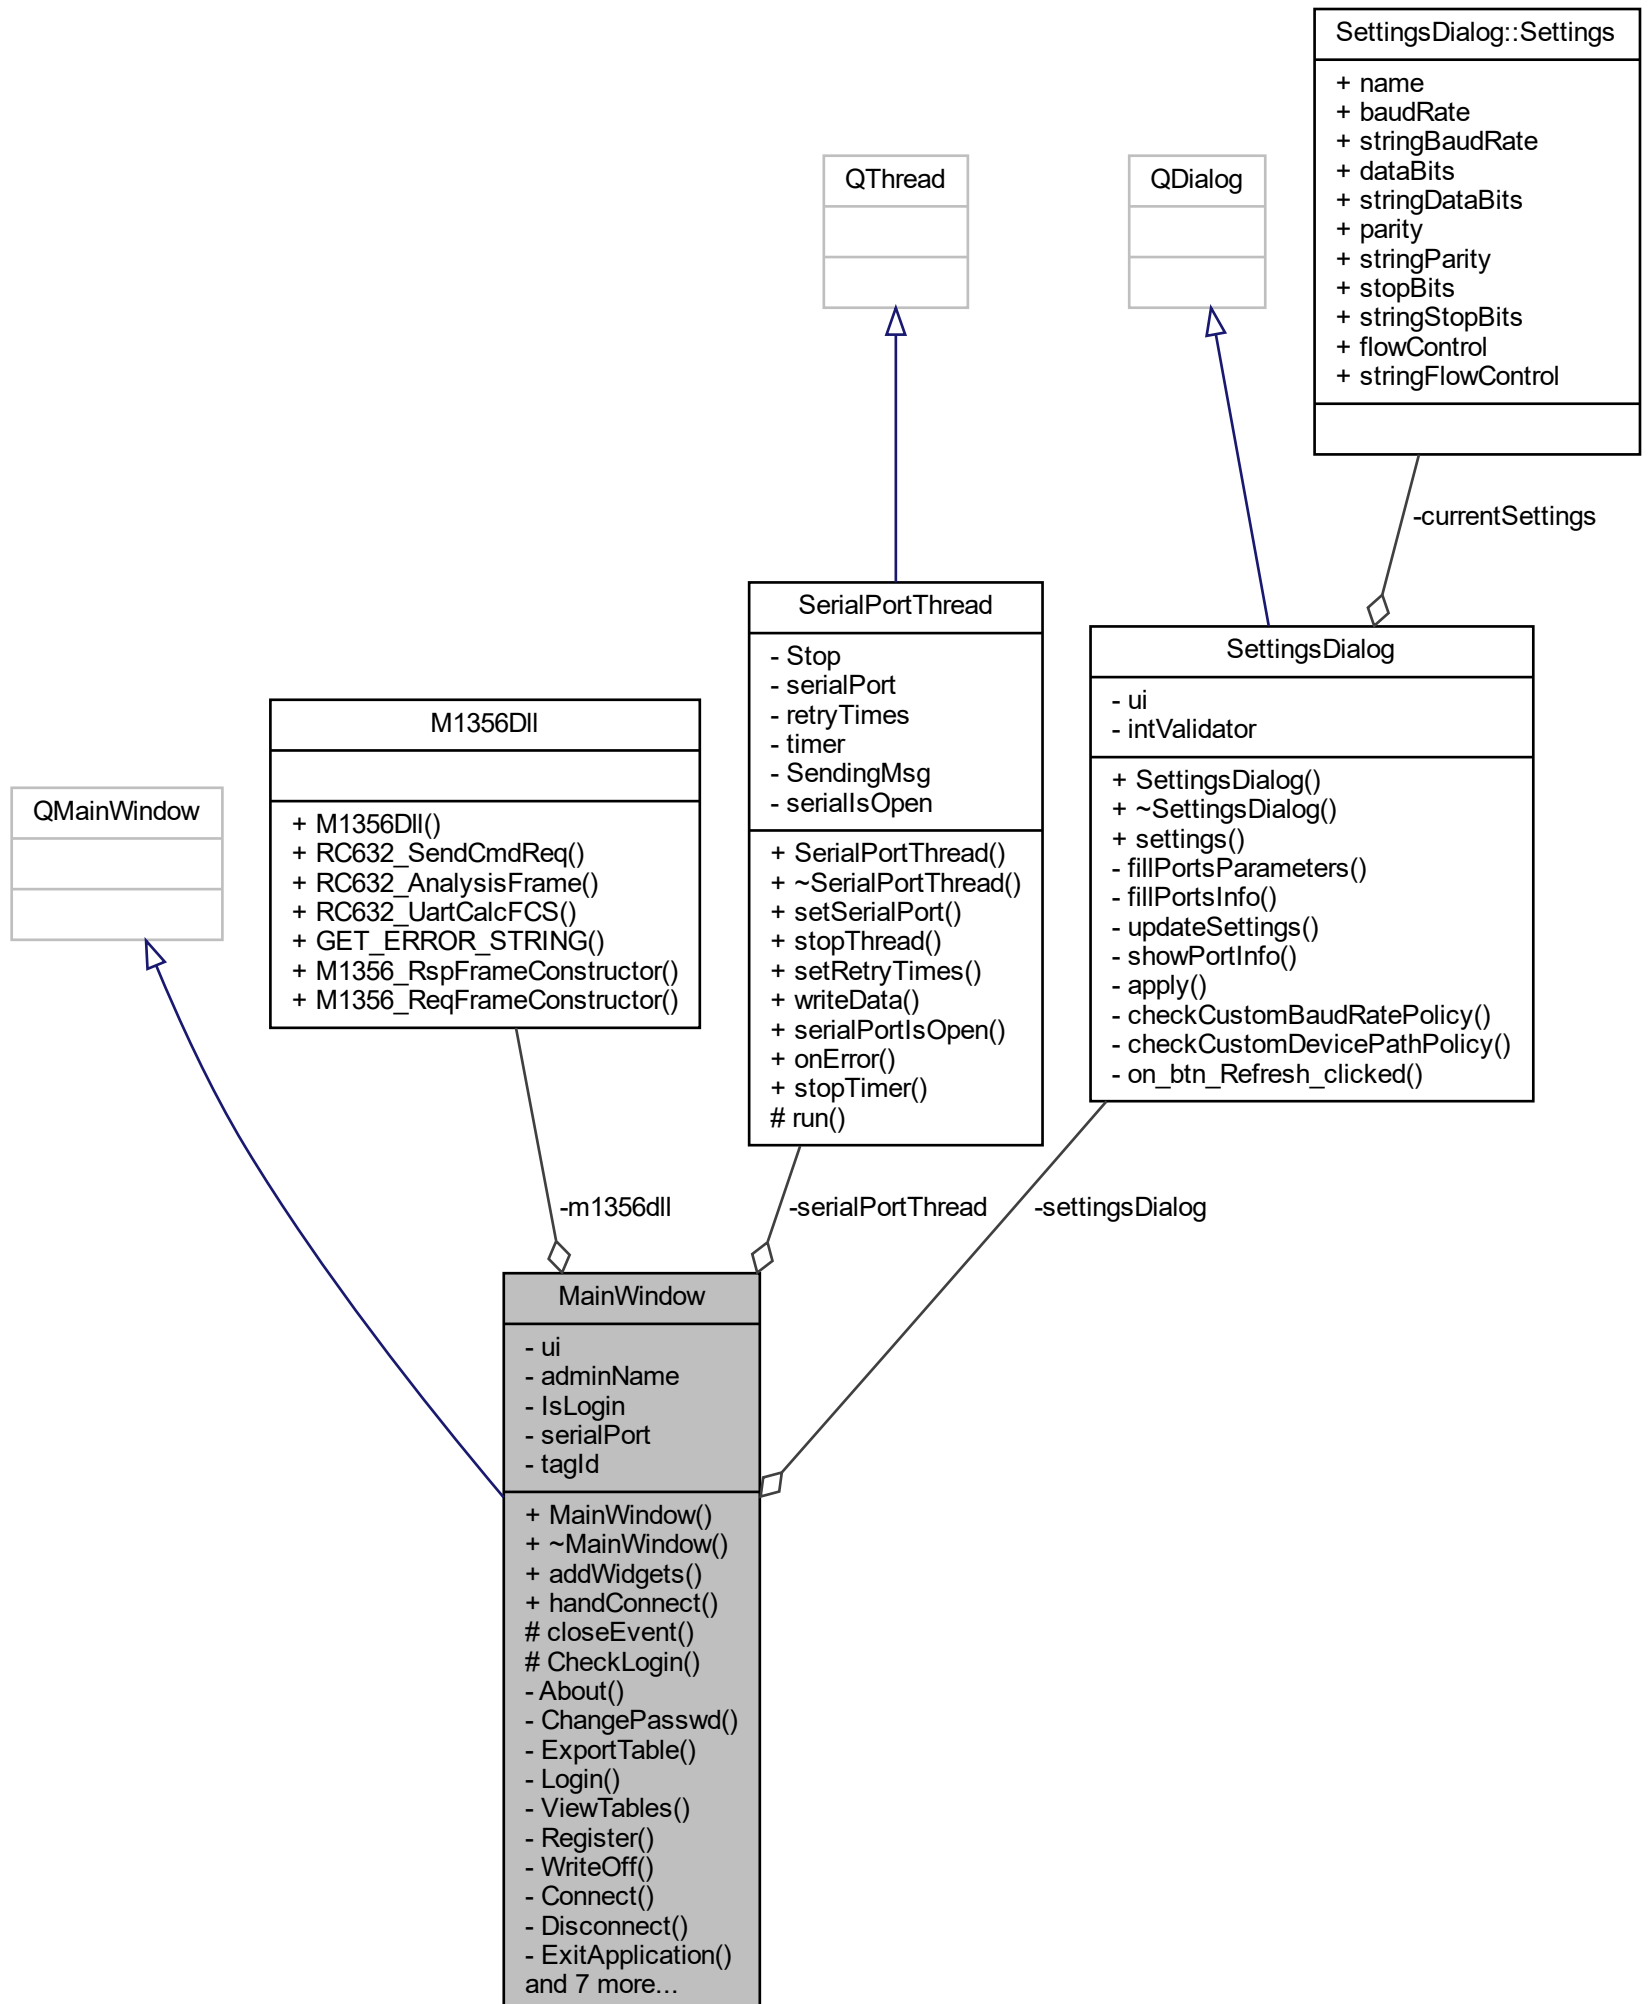 SettingsDialog::Settings
+ name
+ baudRate
+ stringBaudRate
+ dataBits
+ stringDataBits
+ parity
+ stringParity
+ stopBits
+ stringStopBits
+ flowControl
+ stringFlowControl
QThread
QDialog
-currentSettings
SerialPortThread
- Stop
- serialPort
- retryTimes
- timer
- SendingMsg
- serialIsOpen
+ SerialPortThread()
+ ~SerialPortThread()
+ setSerialPort()
+ stopThread()
+ setRetryTimes()
+ writeData()
+ serialPortIsOpen()
+ onError()
+ stopTimer()
# run()
SettingsDialog
- ui
- intValidator
+ SettingsDialog()
+ ~SettingsDialog()
+ settings()
- fillPortsParameters()
- fillPortsInfo()
- updateSettings()
- showPortInfo()
- apply()
- checkCustomBaudRatePolicy()
- checkCustomDevicePathPolicy()
- on_btn_Refresh_clicked()
M1356Dll
+ M1356Dll()
+ RC632_SendCmdReq()
+ RC632_AnalysisFrame()
+ RC632_UartCalcFCS()
+ GET_ERROR_STRING()
+ M1356_RspFrameConstructor()
+ M1356_ReqFrameConstructor()
QMainWindow
-m1356dll
-serialPortThread
-settingsDialog
MainWindow
- ui
- adminName
- IsLogin
- serialPort
- tagId
+ MainWindow()
+ ~MainWindow()
+ addWidgets()
+ handConnect()
# closeEvent()
# CheckLogin()
- About()
- ChangePasswd()
- ExportTable()
- Login()
- ViewTables()
- Register()
- WriteOff()
- Connect()
- Disconnect()
- ExitApplication()
and 7 more...